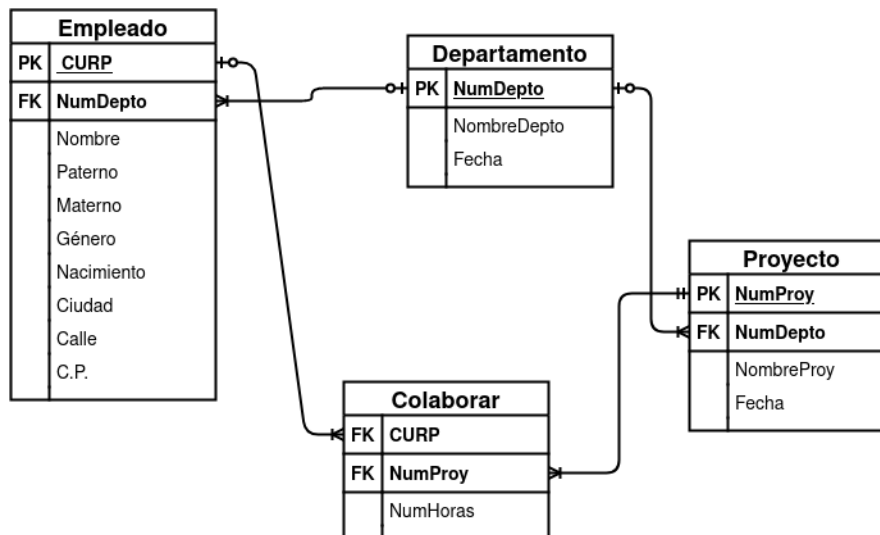 Empleado
PK CURP
FK NumDepto
Nombre
Paterno
Materno
Género
Nacimiento
Ciudad
Calle
C.P.
Departamento
PK NumDepto
NombreDepto
Fecha
Proyecto
PK NumProy
FK NumDepto
NombreProy
Fecha
Colaborar
FK CURP
FK NumProy
NumHoras